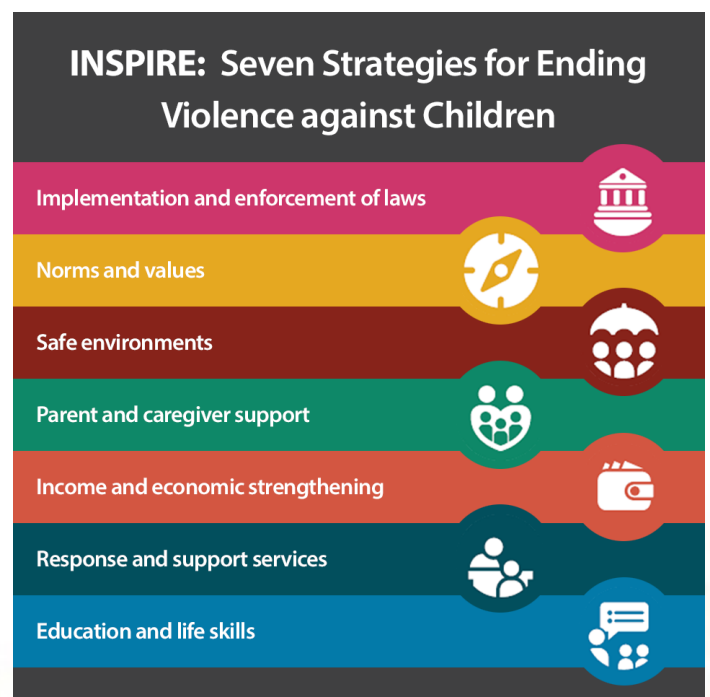 INSPIRE: Seven Strategies for Ending
Violence against Children
Implementation and enforcement of laws
Norms and values
Safe environments
Parent and caregiver support
Income and economic strengthening
Response and support services
Education and life skills